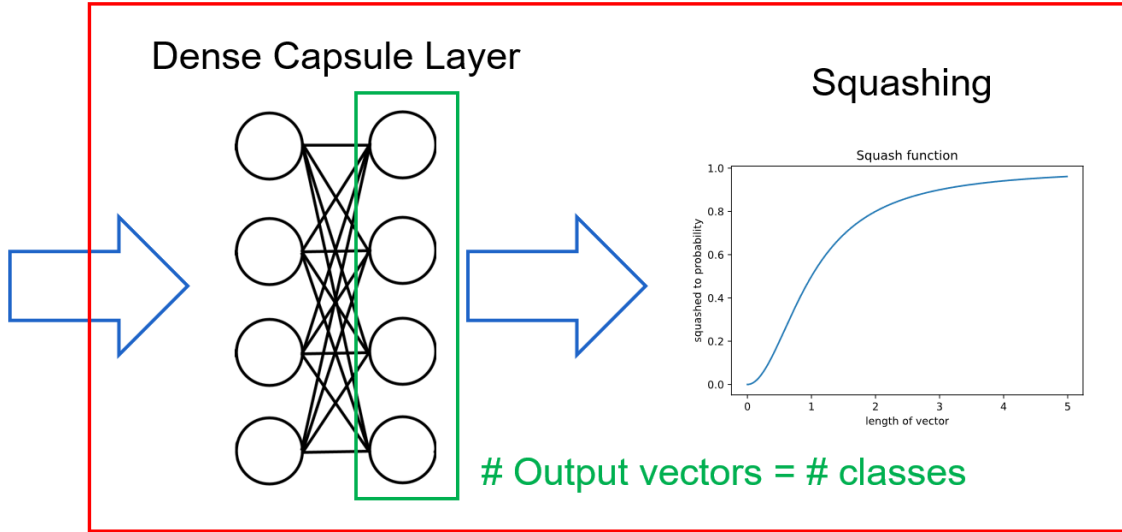 Dense Capsule Layer
Squashing
Squash function
1.0
0.8
0.6
0.4
0.2
0.0
squashed to probability
0
1
2
3
4
5
length of vector
# Output vectors = # classes